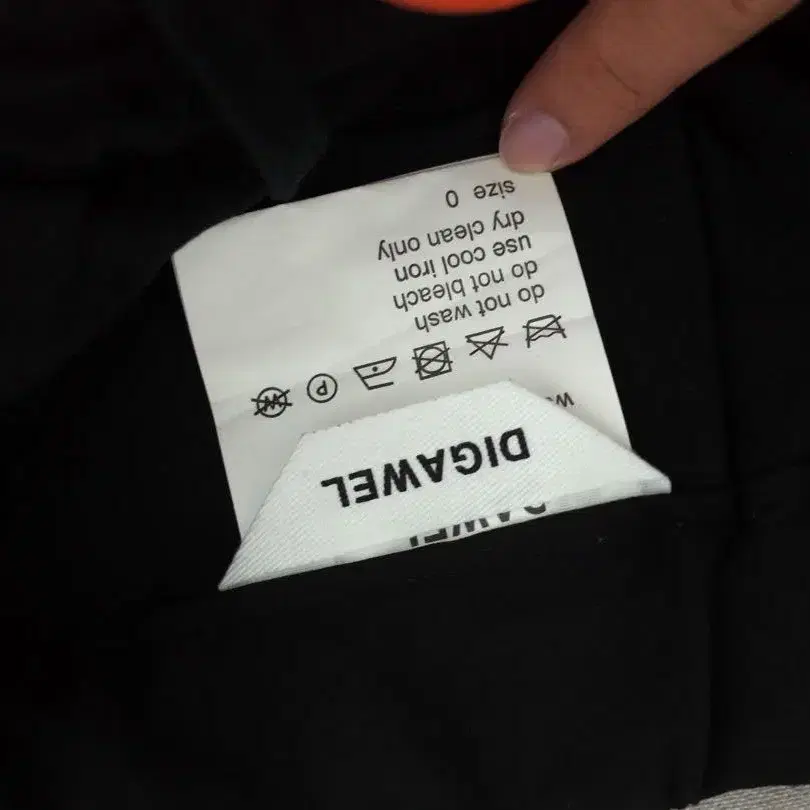 DIGAWEL
do not wash
do not bleach
use cool iron
dry clean only
size 0